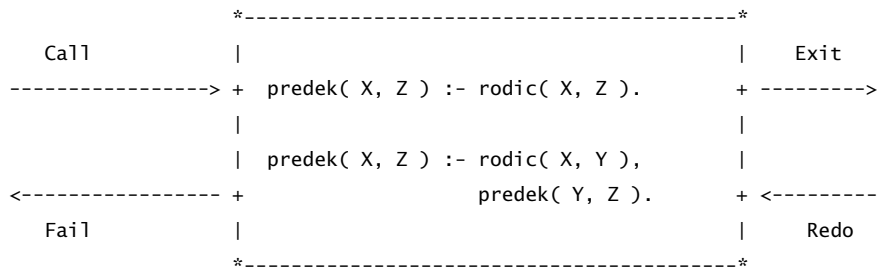 *------------------------------------------*
Call | | Exit
-----------------> + predek( X, Z ) :- rodic( X, Z ). + --------->
| |
| predek( X, Z ) :- rodic( X, Y ), |
<----------------- + predek( Y, Z ). + <---------
Fail | | Redo
*------------------------------------------*